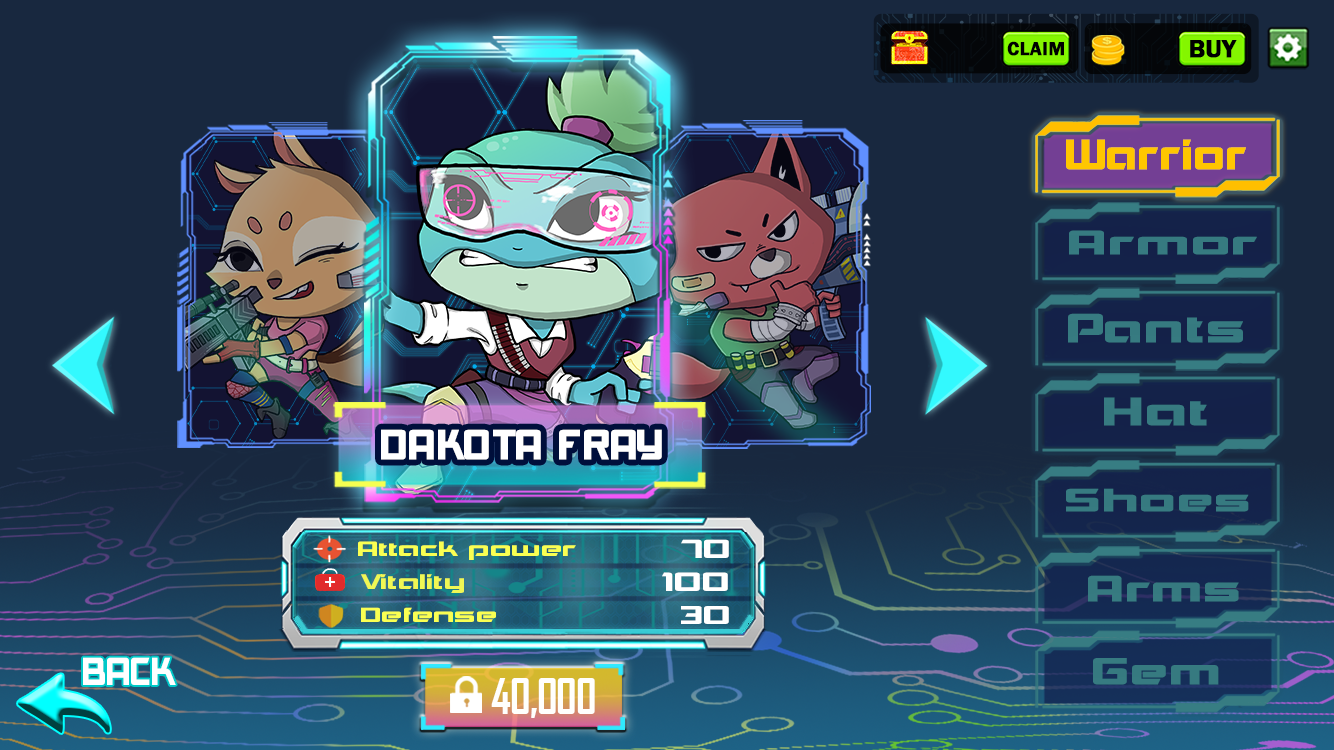 CLAIM
BUY
Warrior
Armor
Pants
Hat
Shoes
Arms
Gem
DAKOTA FRAY
Attack power 70
Vitality 100
Defense 30
BACK
40,000